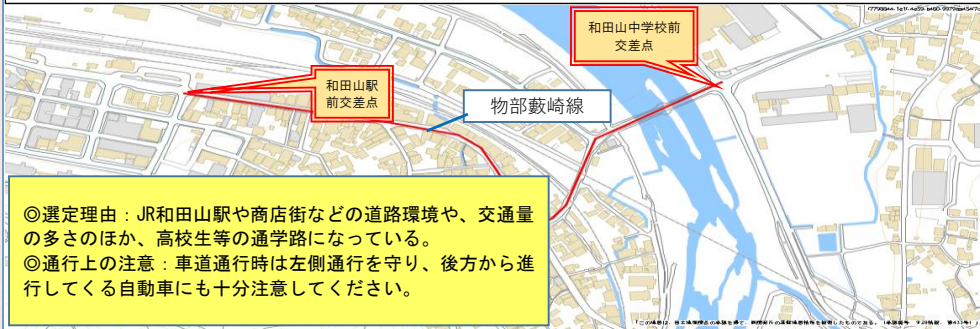 和田山中学校前
交差点
和田山駅
前交差点
物部藪崎線
◎選定理由：JR和田山駅や商店街などの道路環境や、交通量
の多さのほか、高校生等の通学路になっている。
◎通行上の注意：車道通行時は左側通行を守り、後方から進
行してくる自動車にも十分注意してください。